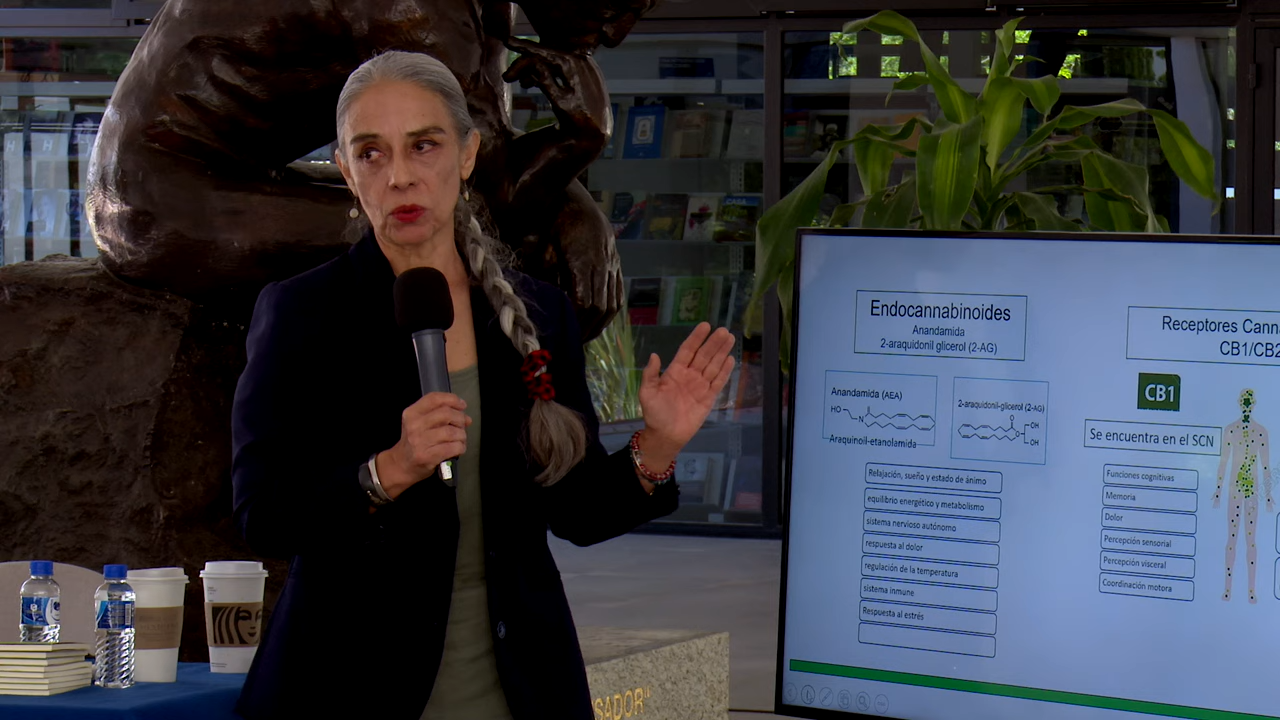 Endocannabinoides
Anandamida
2-araquidonil glicerol (2-AG)
Receptores Cann
CB1/CB2
Anandamida (AEA)
HO
N
Araquinoil-etanolamida
2-araquidonil-glicerol (2-AG)
O
OH
O
OH
CB1
Se encuentra en el SCN
Relajación, sueño y estado de ánimo
equilibrio energético y metabolismo
sistema nervioso autónomo
respuesta al dolor
regulación de la temperatura
sistema inmune
Respuesta al estrés
Funciones cognitivas
Memoria
Dolor
Percepción sensorial
Percepción visceral
Coordinación motora
CASA
SADOR"